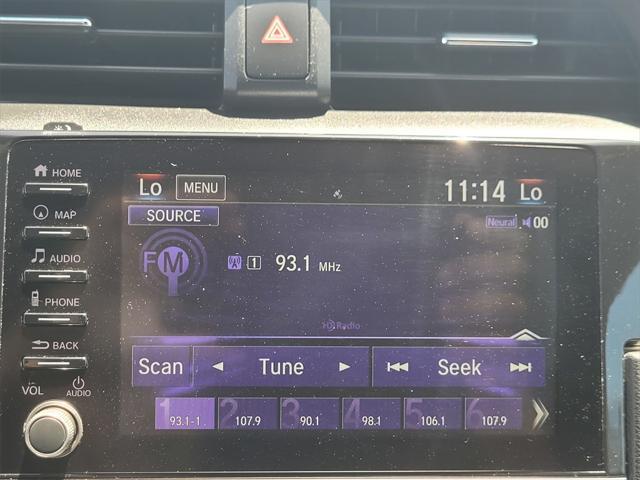 HOME
Lo MENU 11:14 Lo
MAP
SOURCE Neural 00
AUDIO
FM 1 93.1 MHz
PHONE
HD Radio
BACK
Scan Tune Seek
VOL AUDIO
1 2 3 4 5 6
93.1-1 107.9 90.1 98.1 106.1 107.9